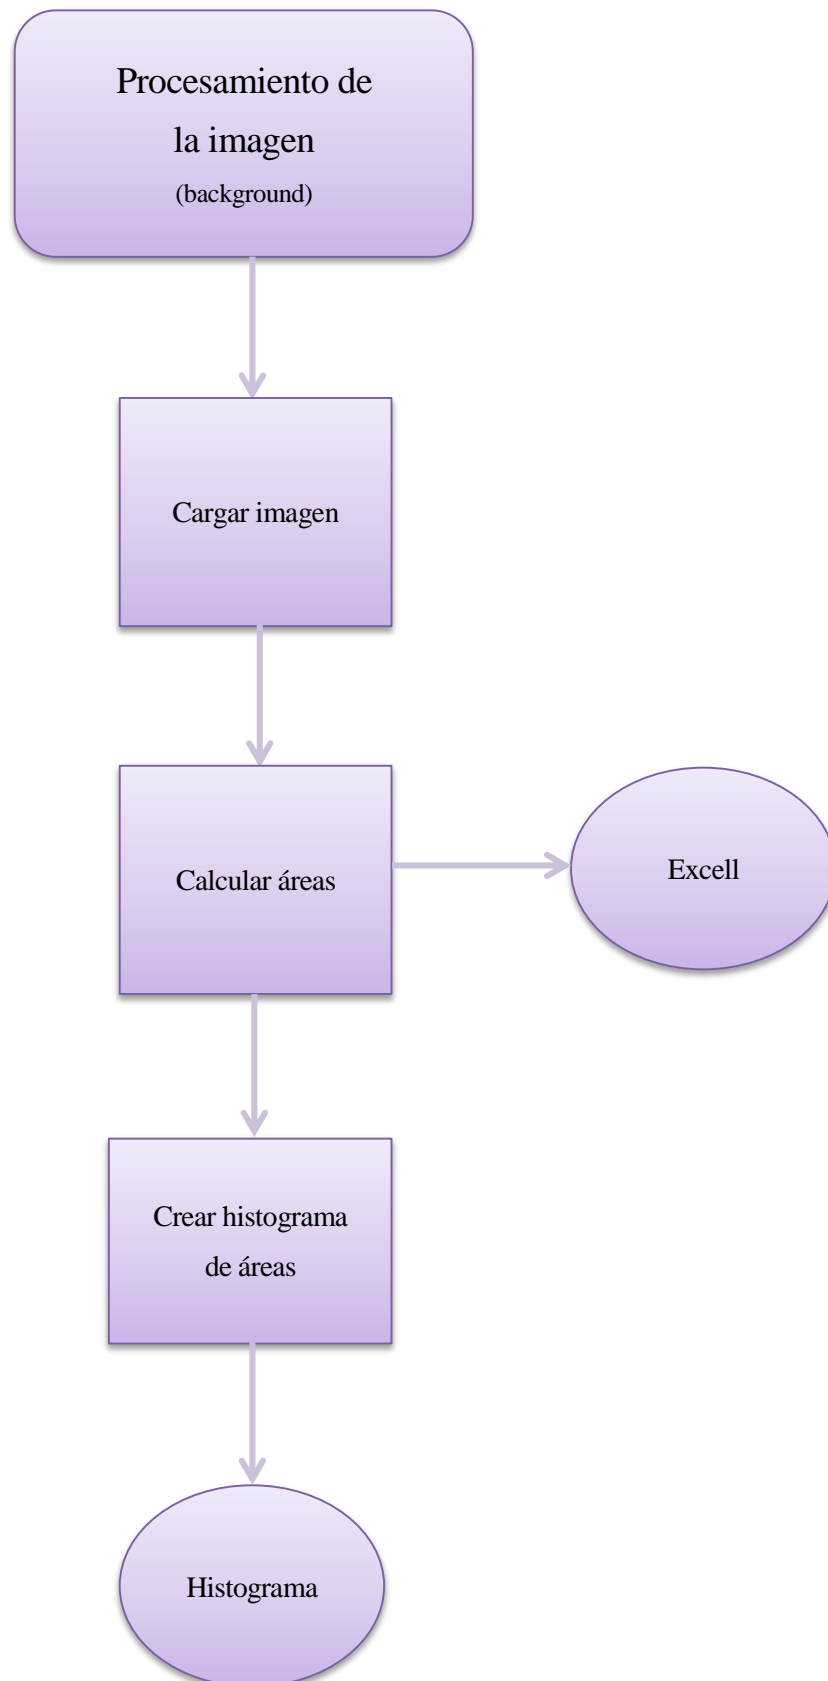 Procesamiento de
la imagen
(background)
Cargar imagen
Calcular áreas
Excell
Crear histograma
de áreas
Histograma